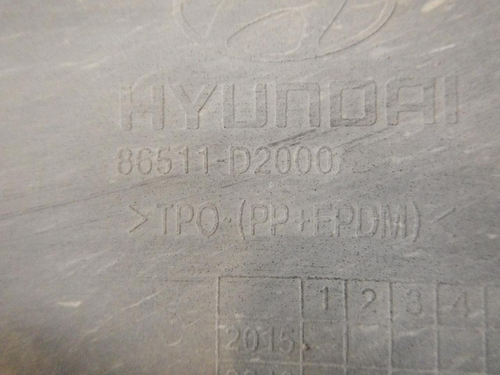 HYUNDAI
86511-D2000
>TPO·(PP+EPDM)<
1 2 3 4
2015